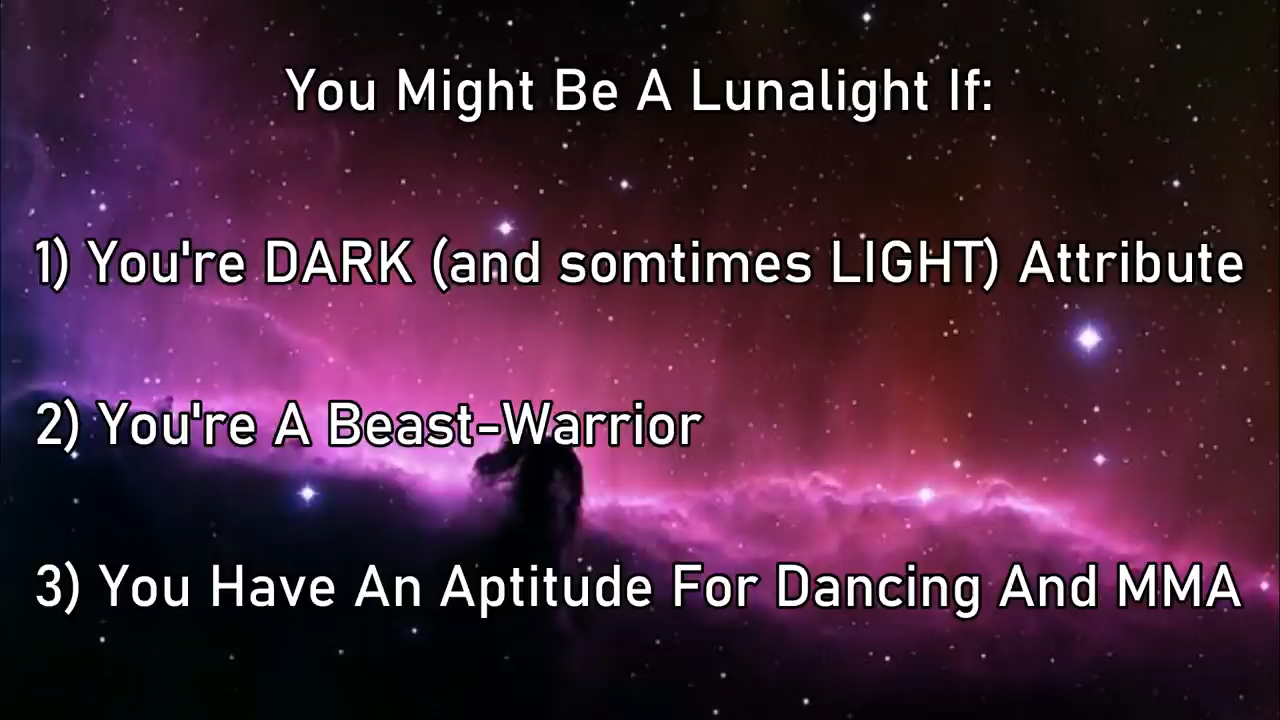 You Might Be A Lunalight If:
1) You're DARK (and somtimes LIGHT) Attribute
2) You're A Beast-Warrior
3) You Have An Aptitude For Dancing And MMA